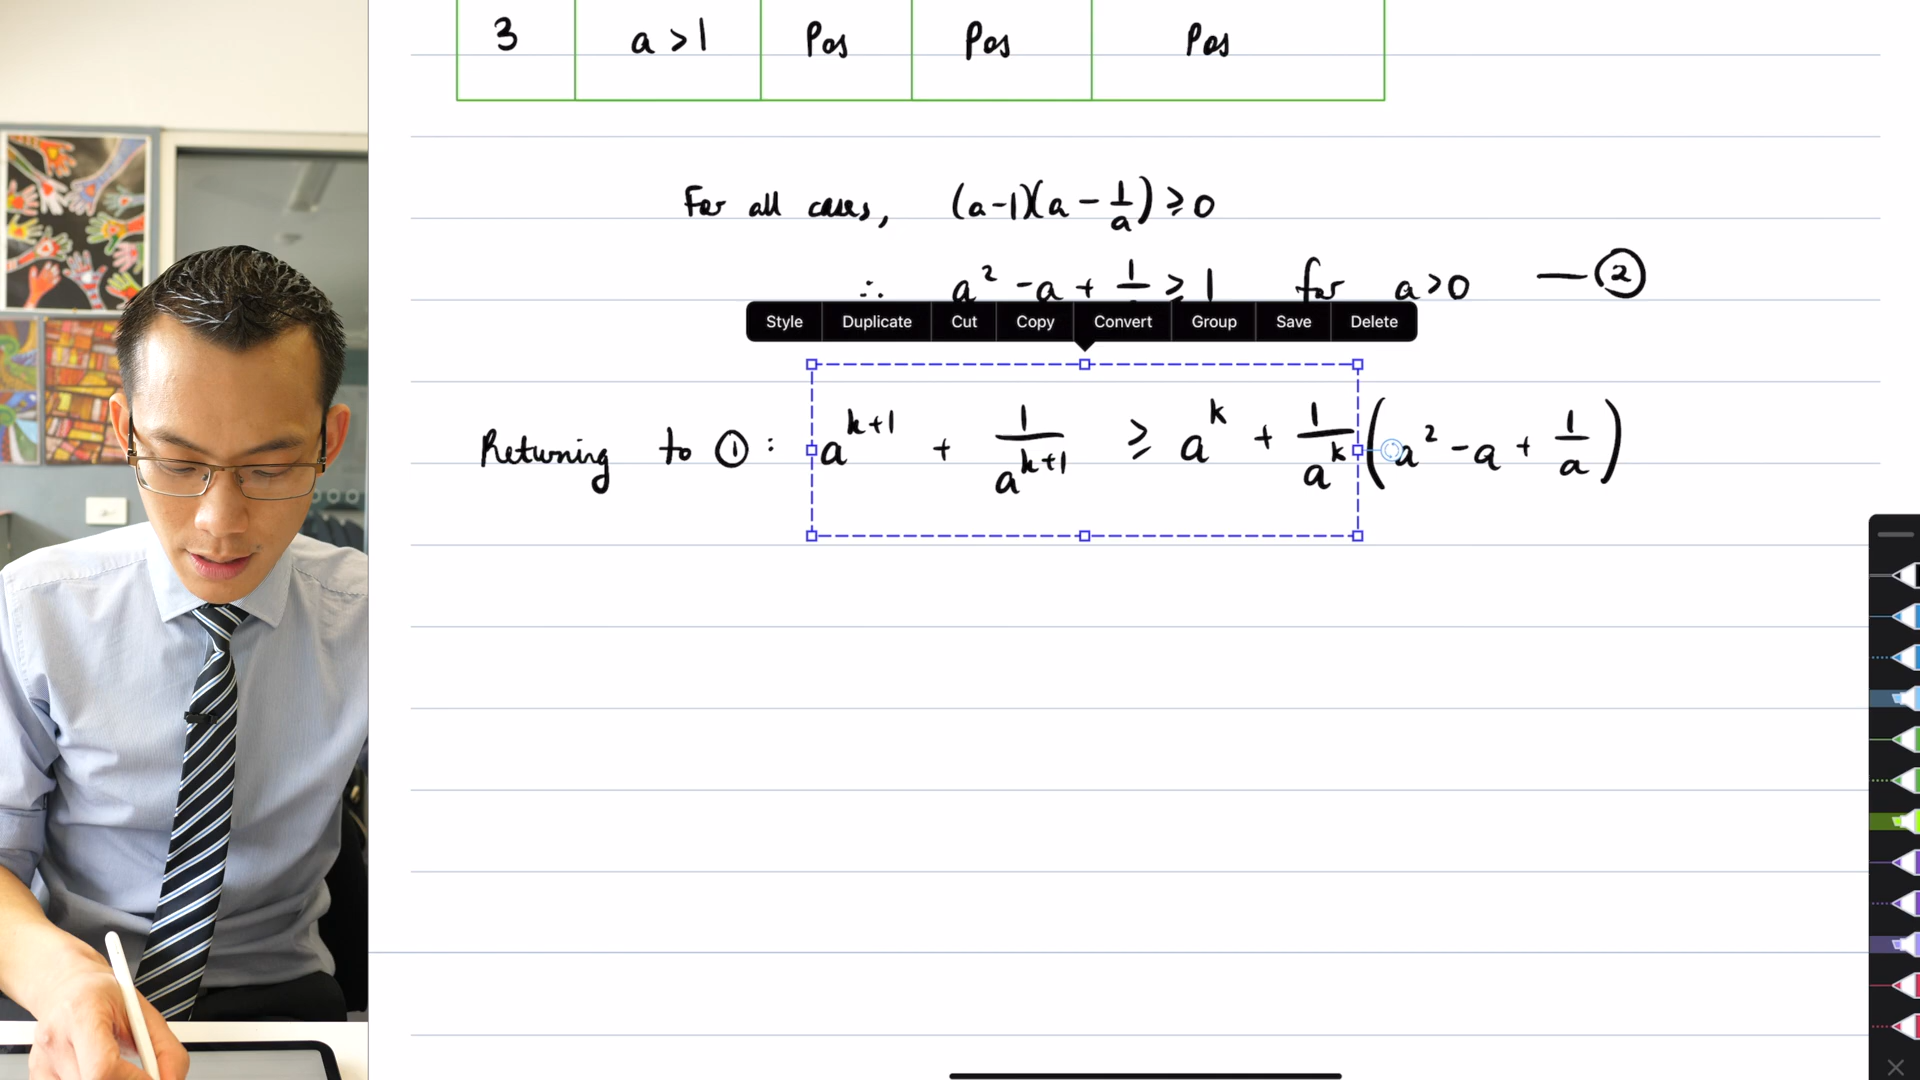 3 a > 1 Pos Pos Pos
For all cases, (a-1)(a - 1/a) ≥ 0
∴ a² - a + 1/ ≥ 1 for a > 0 — ②
Style Duplicate Cut Copy Convert Group Save Delete
Returning to ①: a^(k+1) + 1/a^(k+1) ≥ a^k + 1/a^k (a² - a + 1/a)